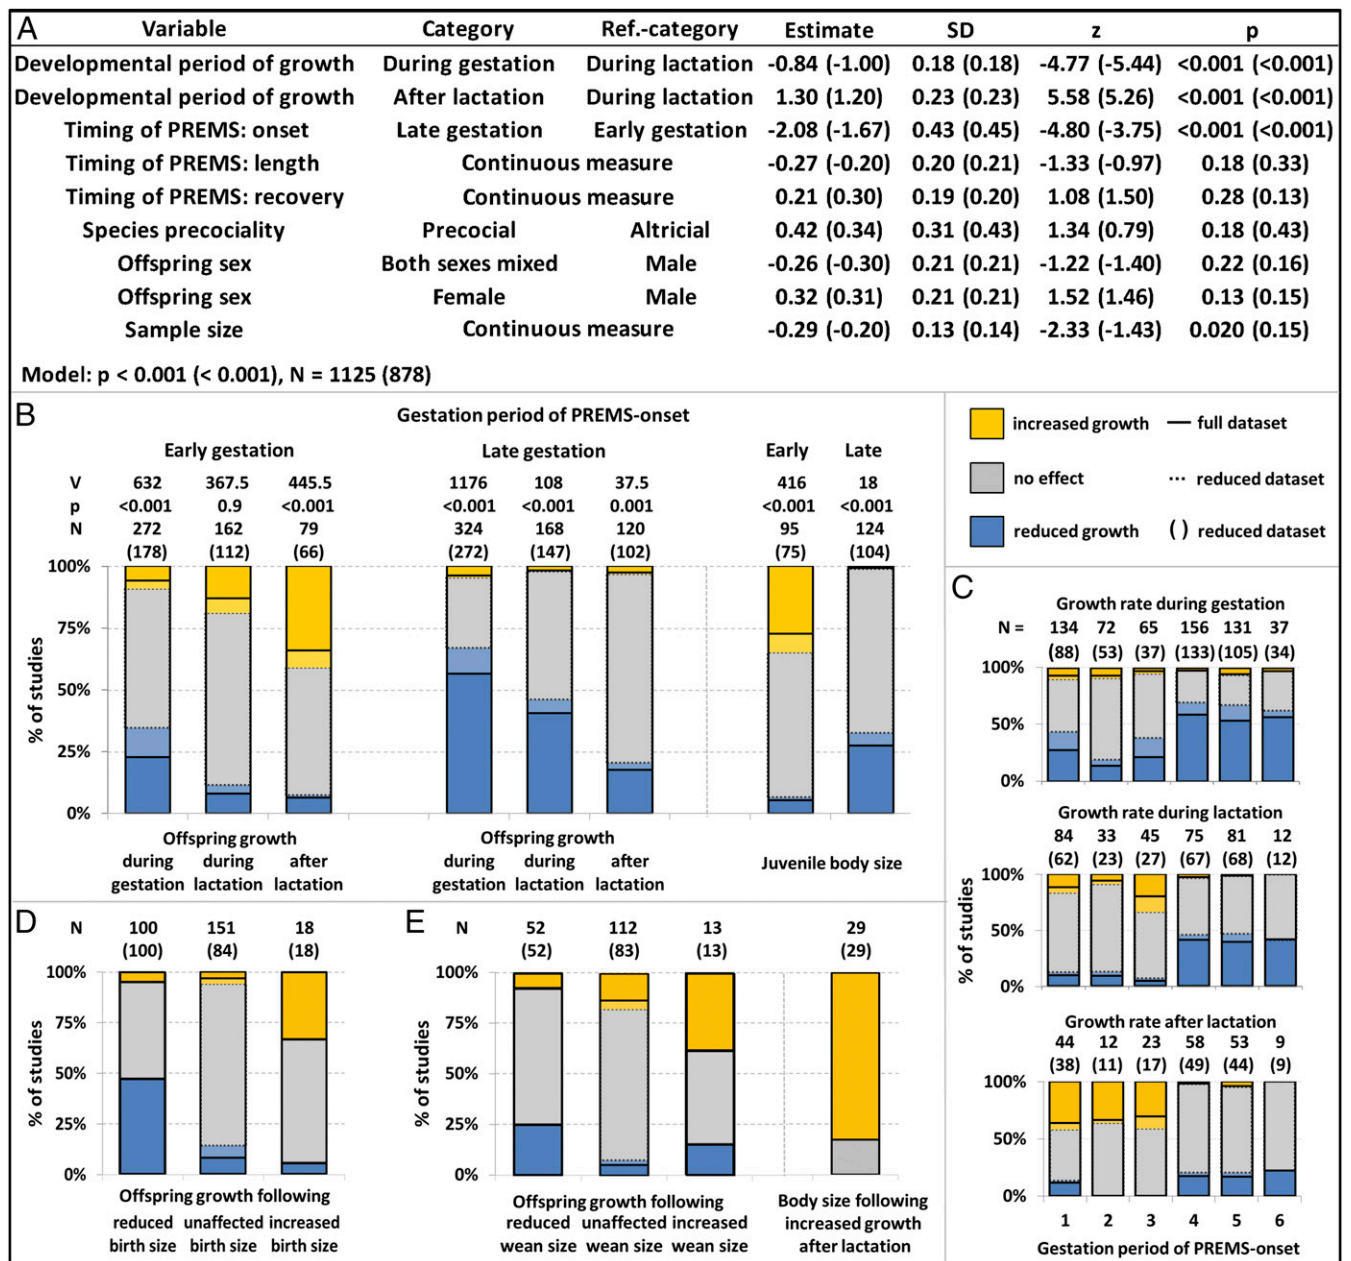 A Variable Category Ref.-category Estimate SD z p
Developmental period of growth During gestation During lactation -0.84 (-1.00) 0.18 (0.18) -4.77 (-5.44) <0.001 (<0.001)
Developmental period of growth After lactation During lactation 1.30 (1.20) 0.23 (0.23) 5.58 (5.26) <0.001 (<0.001)
Timing of PREMS: onset Late gestation Early gestation -2.08 (-1.67) 0.43 (0.45) -4.80 (-3.75) <0.001 (<0.001)
Timing of PREMS: length Continuous measure -0.27 (-0.20) 0.20 (0.21) -1.33 (-0.97) 0.18 (0.33)
Timing of PREMS: recovery Continuous measure 0.21 (0.30) 0.19 (0.20) 1.08 (1.50) 0.28 (0.13)
Species precociality Precocial Altricial 0.42 (0.34) 0.31 (0.43) 1.34 (0.79) 0.18 (0.43)
Offspring sex Both sexes mixed Male -0.26 (-0.30) 0.21 (0.21) -1.22 (-1.40) 0.22 (0.16)
Offspring sex Female Male 0.32 (0.31) 0.21 (0.21) 1.52 (1.46) 0.13 (0.15)
Sample size Continuous measure -0.29 (-0.20) 0.13 (0.14) -2.33 (-1.43) 0.020 (0.15)
Model: p < 0.001 (< 0.001), N = 1125 (878)
B Gestation period of PREMS-onset
Early gestation Late gestation Early Late
V 632 367.5 445.5 1176 108 37.5 416 18
p <0.001 0.9 <0.001 <0.001 <0.001 0.001 <0.001 <0.001
N 272 162 79 324 168 120 95 124
(178) (112) (66) (272) (147) (102) (75) (104)
100%
75%
50%
25%
0%
% of studies
Offspring growth Offspring growth
during during after during during after Juvenile body size
gestation lactation lactation gestation lactation lactation
increased growth full dataset
no effect reduced dataset
reduced growth ( ) reduced dataset
C
Growth rate during gestation
N = 134 72 65 156 131 37
(88) (53) (37) (133) (105) (34)
100%
50%
0%
Growth rate during lactation
84 33 45 75 81 12
(62) (23) (27) (67) (68) (12)
100%
50%
0%
% of studies
Growth rate after lactation
44 12 23 58 53 9
(38) (11) (17) (49) (44) (9)
100%
50%
0%
1 2 3 4 5 6
Gestation period of PREMS-onset
D
N 100 151 18
(100) (84) (18)
100%
75%
50%
25%
0%
% of studies
Offspring growth following
reduced unaffected increased
birth size birth size birth size
E
N 52 112 13 29
(52) (83) (13) (29)
100%
75%
50%
25%
0%
% of studies
Offspring growth following
reduced unaffected increased
wean size wean size wean size
Body size following
increased growth
after lactation